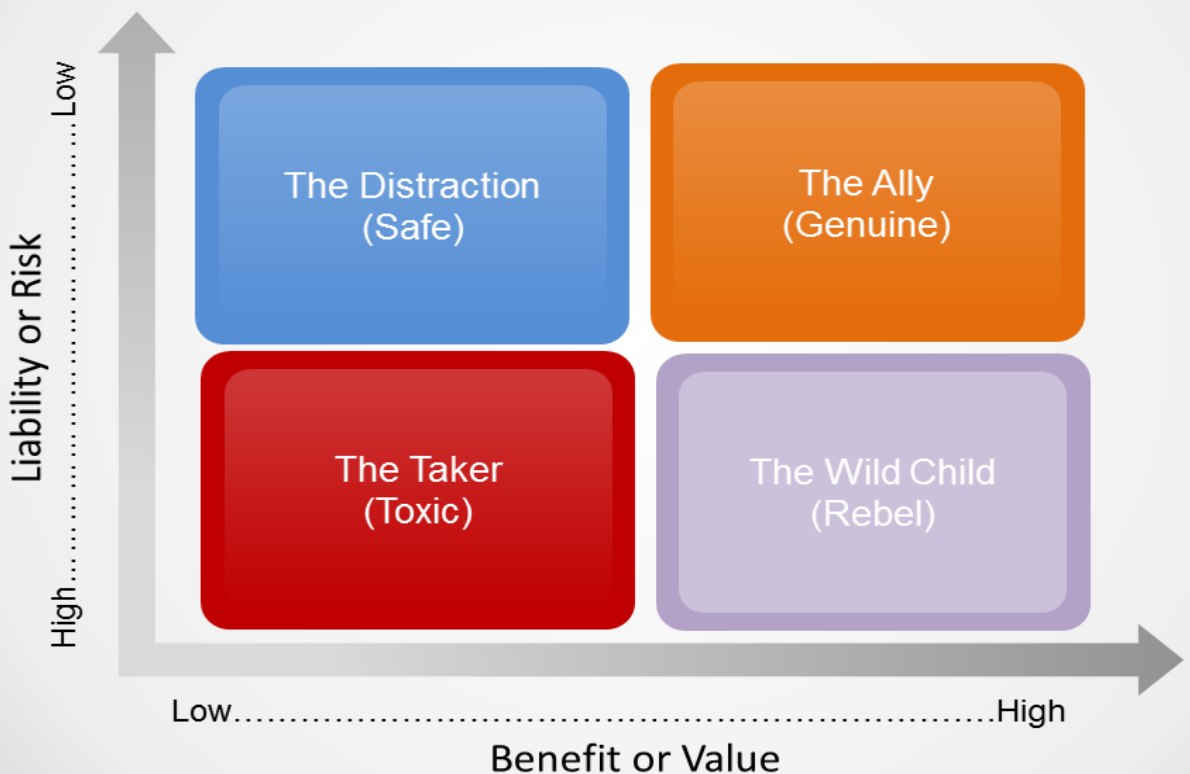 Liability or Risk
High……………………………………………Low
The Distraction
(Safe)
The Ally
(Genuine)
The Taker
(Toxic)
The Wild Child
(Rebel)
Low……………………………………………………………….High
Benefit or Value